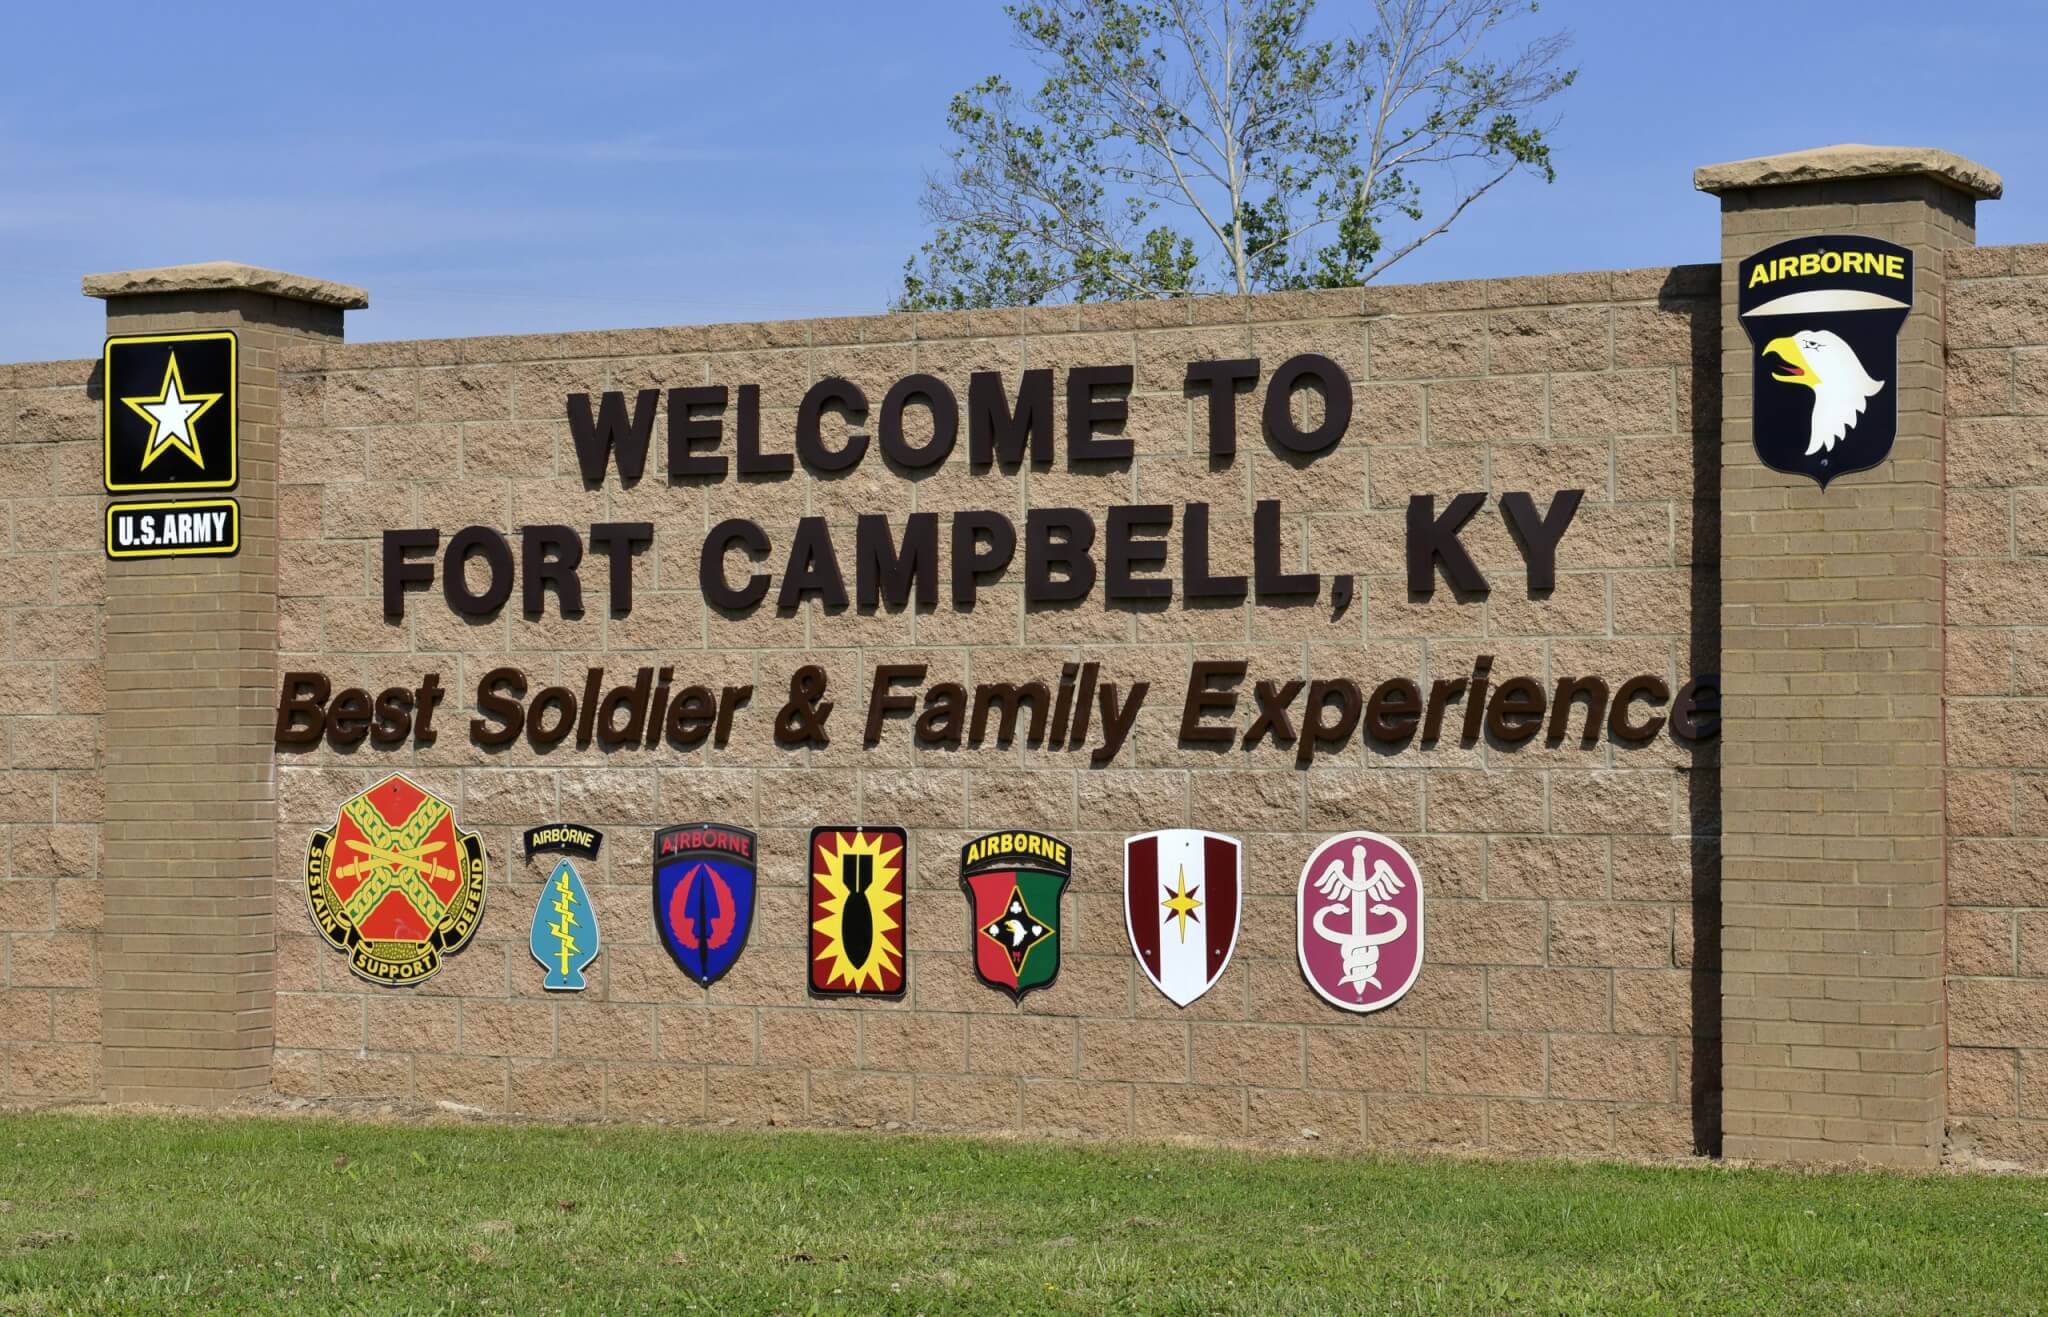 WELCOME TO
FORT CAMPBELL, KY
Best Soldier & Family Experience
U.S.ARMY
AIRBORNE
SUSTAIN
SUPPORT
DEFEND
AIRBORNE
AIRBORNE
AIRBORNE